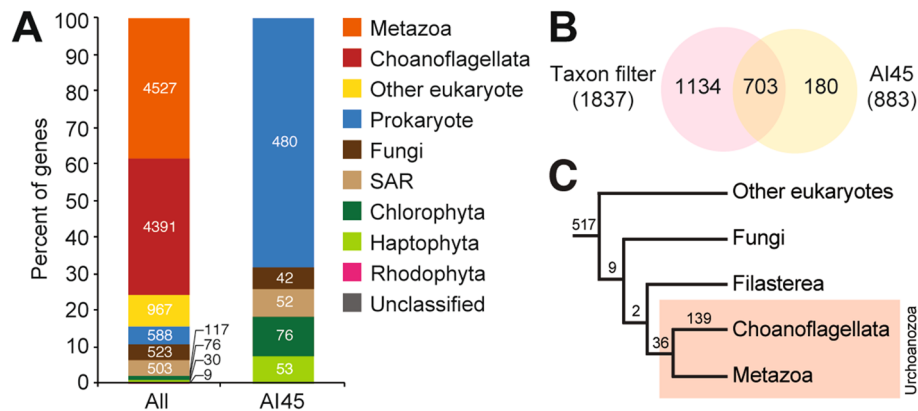 A
Percent of genes
100
90
80
70
60
50
40
30
20
10
0
4527
4391
967
588
523
503
117
76
30
9
All
480
42
52
76
53
AI45
Metazoa
Choanoflagellata
Other eukaryote
Prokaryote
Fungi
SAR
Chlorophyta
Haptophyta
Rhodophyta
Unclassified
B
Taxon filter
(1837)
1134
703
180
AI45
(883)
C
517
Other eukaryotes
9
Fungi
2
Filasterea
36
139
Choanoflagellata
Metazoa
Urchoanozoa